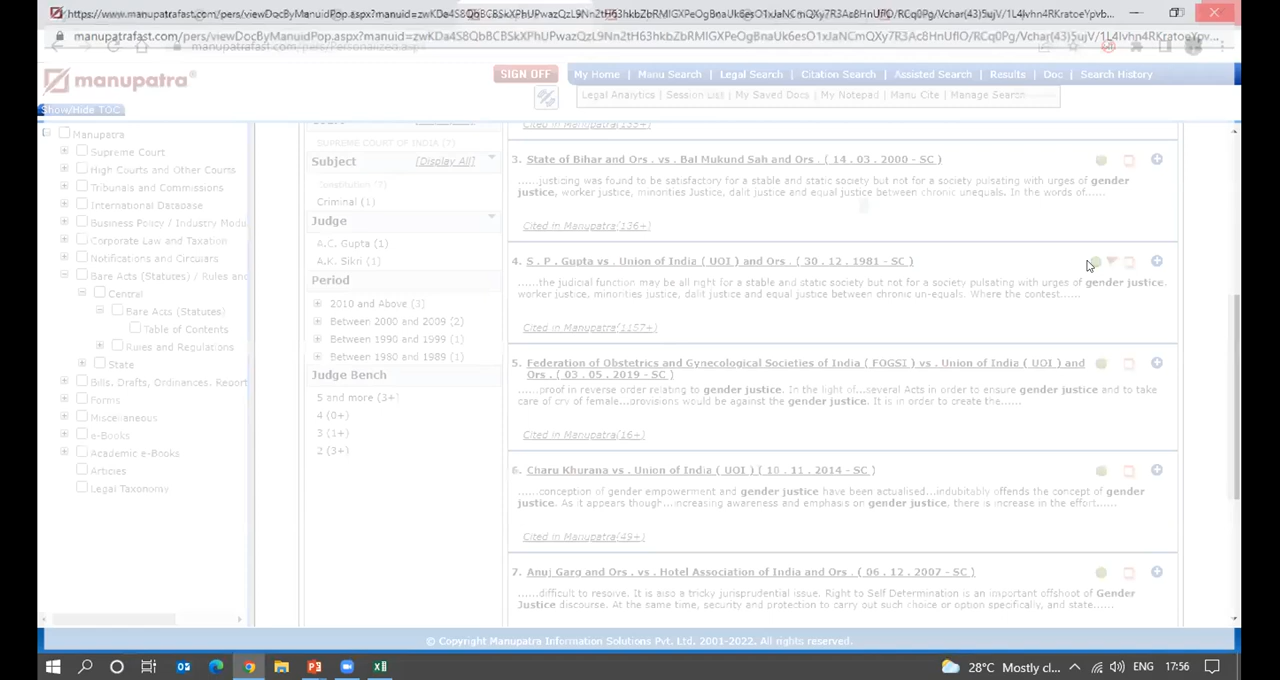 manupatra®
SIGN OFF
My Home | Manu Search | Legal Search | Citation Search | Assisted Search | Results | Doc | Search History
Legal Analytics | Session List | My Saved Docs | My Notepad | Manu Cite | Manage Search
Show/Hide TOC
Manupatra
Supreme Court
High Courts and Other Courts
Tribunals and Commissions
International Database
Business Policy / Industry Modu
Corporate Law and Taxation
Notifications and Circulars
Bare Acts (Statutes) / Rules and
Central
Bare Acts (Statutes)
Table of Contents
Rules and Regulations
State
Bills, Drafts, Ordinances, Report
Forms
Miscellaneous
e-Books
Academic e-Books
Articles
Legal Taxonomy
SUPREME COURT OF INDIA (7)
Subject [Display All]
Constitution (7)
Criminal (1)
Judge
A.C. Gupta (1)
A.K. Sikri (1)
Period
2010 and Above (3)
Between 2000 and 2009 (2)
Between 1990 and 1999 (1)
Between 1980 and 1989 (1)
Judge Bench
5 and more (3+)
4 (0+)
3 (1+)
2 (3+)
3. State of Bihar and Ors . vs . Bal Mukund Sah and Ors . ( 14 . 03 . 2000 - SC )
......justicing was found to be satisfactory for a stable and static society but not for a society pulsating with urges of gender
justice, worker justice, minorities Justice, dalit justice and equal justice between chronic unequals. In the words of......
Cited in Manupatra(136+)
4. S . P . Gupta vs . Union of India ( UOI ) and Ors . ( 30 . 12 . 1981 - SC )
......the judicial function may be all right for a stable and static society but not for a society pulsating with urges of gender justice,
worker justice, minorities justice, dalit justice and equal justice between chronic un-equals. Where the contest......
Cited in Manupatra(1157+)
5. Federation of Obstetrics and Gynecological Societies of India ( FOGSI ) vs . Union of India ( UOI ) and
Ors . ( 03 . 05 . 2019 - SC )
......proof in reverse order relating to gender justice. In the light of...several Acts in order to ensure gender justice and to take
care of cry of female...provisions would be against the gender justice. It is in order to create the......
Cited in Manupatra(16+)
6. Charu Khurana vs . Union of India ( UOI ) ( 10 . 11 . 2014 - SC )
......conception of gender empowerment and gender justice have been actualised...indubitably offends the concept of gender
justice. As it appears though...increasing awareness and emphasis on gender justice, there is increase in the effort......
Cited in Manupatra(49+)
7. Anuj Garg and Ors . vs . Hotel Association of India and Ors . ( 06 . 12 . 2007 - SC )
......difficult to resolve. It is also a tricky jurisprudential issue. Right to Self Determination is an important offshoot of Gender
Justice discourse. At the same time, security and protection to carry out such choice or option specifically, and state......
© Copyright Manupatra Information Solutions Pvt. Ltd. 2001-2022. All rights reserved.
28°C Mostly cl... ENG 17:56